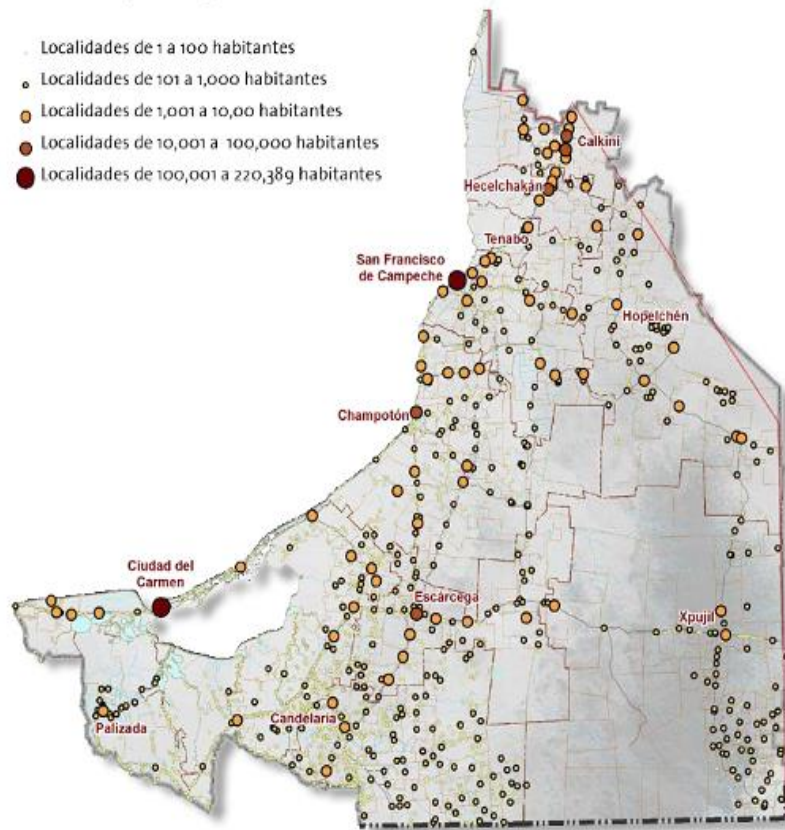 Localidades de 1 a 100 habitantes
Localidades de 101 a 1,000 habitantes
Localidades de 1,001 a 10,00 habitantes
Localidades de 10,001 a 100,000 habitantes
Localidades de 100,001 a 220,389 habitantes
Calkiní
Hecelchakán
Tenabo
San Francisco
de Campeche
Hopelchén
Champotón
Ciudad del
Carmen
Escárcega
Xpujil
Candelaria
Palizada